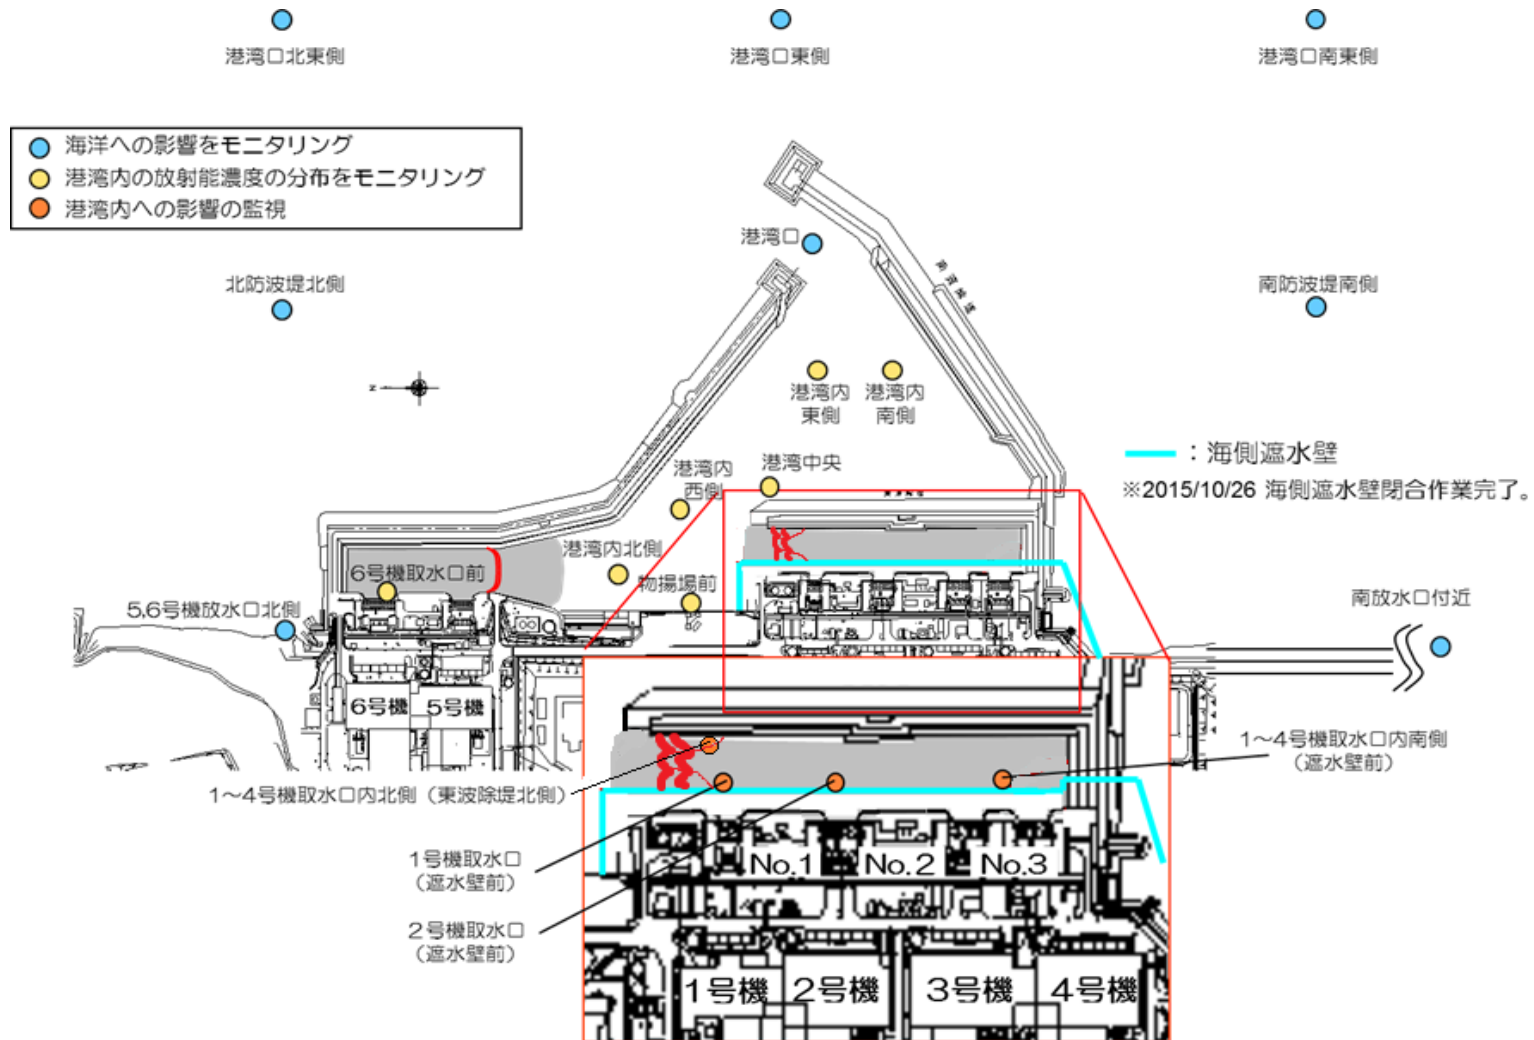 港湾口北東側
港湾口東側
港湾口南東側
海洋への影響をモニタリング
港湾内の放射能濃度の分布をモニタリング
港湾内への影響の監視
港湾口
北防波堤北側
南防波堤南側
N
港湾内
東側
港湾内
南側
港湾内
西側
港湾中央
：海側遮水壁
※2015/10/26 海側遮水壁閉合作業完了。
港湾内北側
6号機取水口前
物揚場前
5,6号機放水口北側
南放水口付近
6号機
5号機
1～4号機取水口内南側
（遮水壁前）
1～4号機取水口内北側（東波除堤北側）
1号機取水口
（遮水壁前）
No.1
No.2
No.3
2号機取水口
（遮水壁前）
1号機
2号機
3号機
4号機